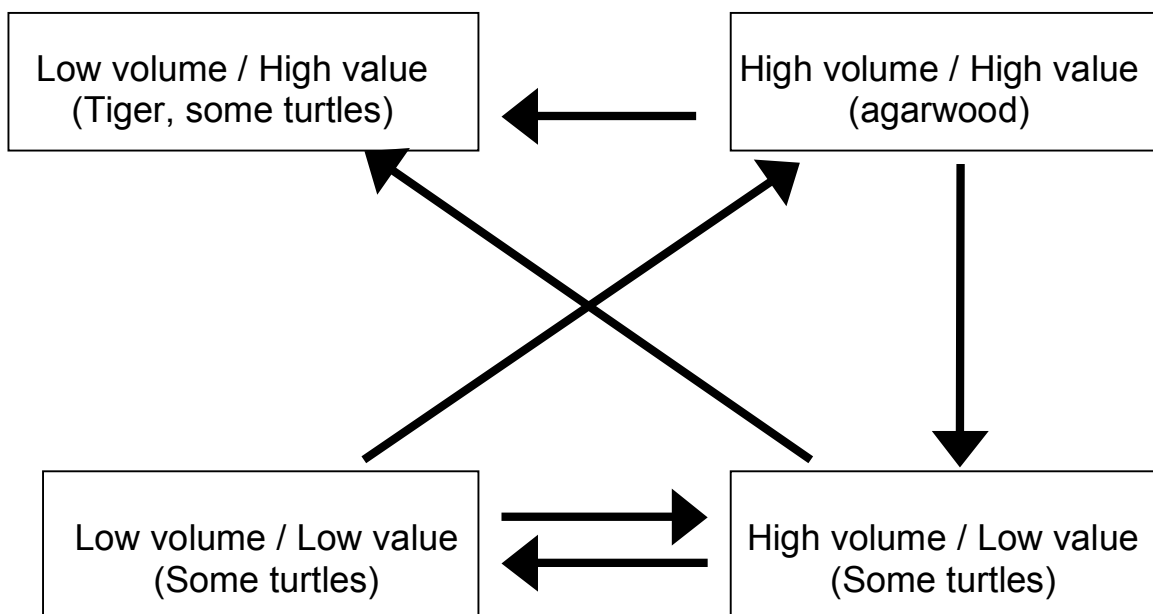 Low volume / High value
(Tiger, some turtles)
High volume / High value
(agarwood)
Low volume / Low value
(Some turtles)
High volume / Low value
(Some turtles)